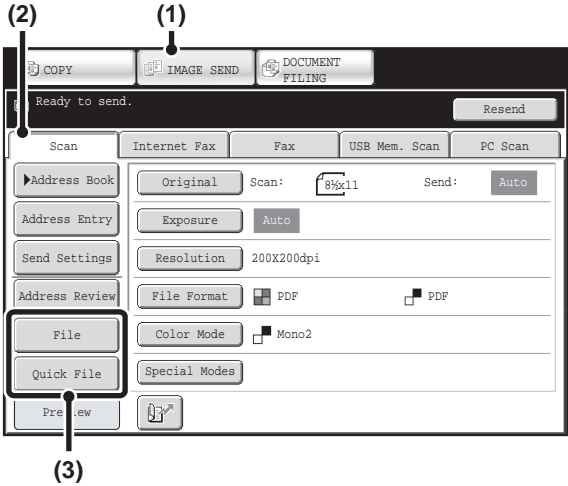 (2)
(1)
COPY
IMAGE SEND
DOCUMENT
FILING
Ready to send.
Resend
Scan
Internet Fax
Fax
USB Mem. Scan
PC Scan
Address Book
Original
Scan:
8½x11
Send:
Auto
Address Entry
Exposure
Auto
Send Settings
Resolution
200X200dpi
Address Review
File Format
PDF
PDF
File
Color Mode
Mono2
Quick File
Special Modes
(3)